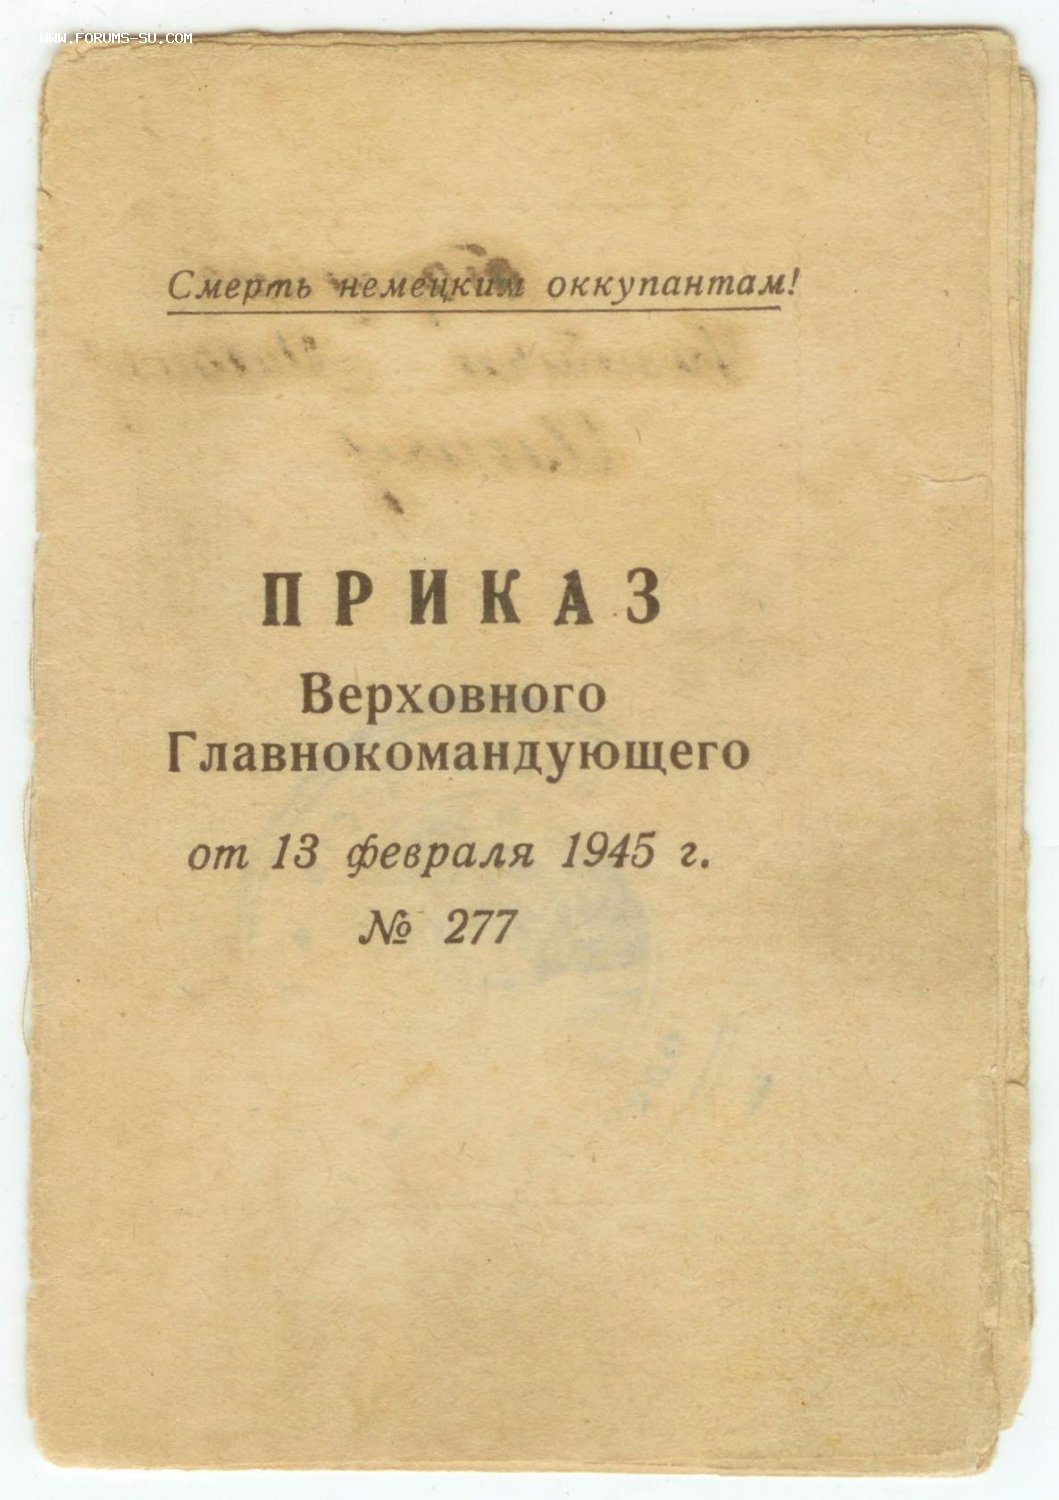 www.forums-su.com
Смерть немецким оккупантам!
ПРИКАЗ
Верховного
Главнокомандующего
от 13 февраля 1945 г.
№ 277